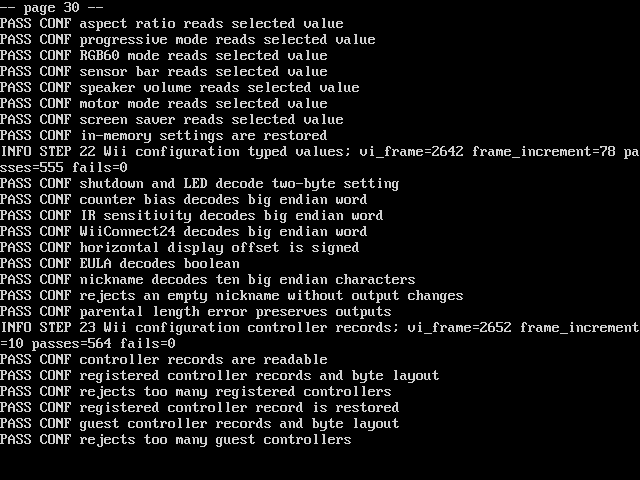 -- page 30 --
PASS CONF aspect ratio reads selected value
PASS CONF progressive mode reads selected value
PASS CONF RGB60 mode reads selected value
PASS CONF sensor bar reads selected value
PASS CONF speaker volume reads selected value
PASS CONF motor mode reads selected value
PASS CONF screen saver reads selected value
PASS CONF in-memory settings are restored
INFO STEP 22 Wii configuration typed values; vi_frame=2642 frame_increment=78 pa
sses=555 fails=0
PASS CONF shutdown and LED decode two-byte setting
PASS CONF counter bias decodes big endian word
PASS CONF IR sensitivity decodes big endian word
PASS CONF WiiConnect24 decodes big endian word
PASS CONF horizontal display offset is signed
PASS CONF EULA decodes boolean
PASS CONF nickname decodes ten big endian characters
PASS CONF rejects an empty nickname without output changes
PASS CONF parental length error preserves outputs
INFO STEP 23 Wii configuration controller records; vi_frame=2652 frame_increment
=10 passes=564 fails=0
PASS CONF controller records are readable
PASS CONF registered controller records and byte layout
PASS CONF rejects too many registered controllers
PASS CONF registered controller record is restored
PASS CONF guest controller records and byte layout
PASS CONF rejects too many guest controllers